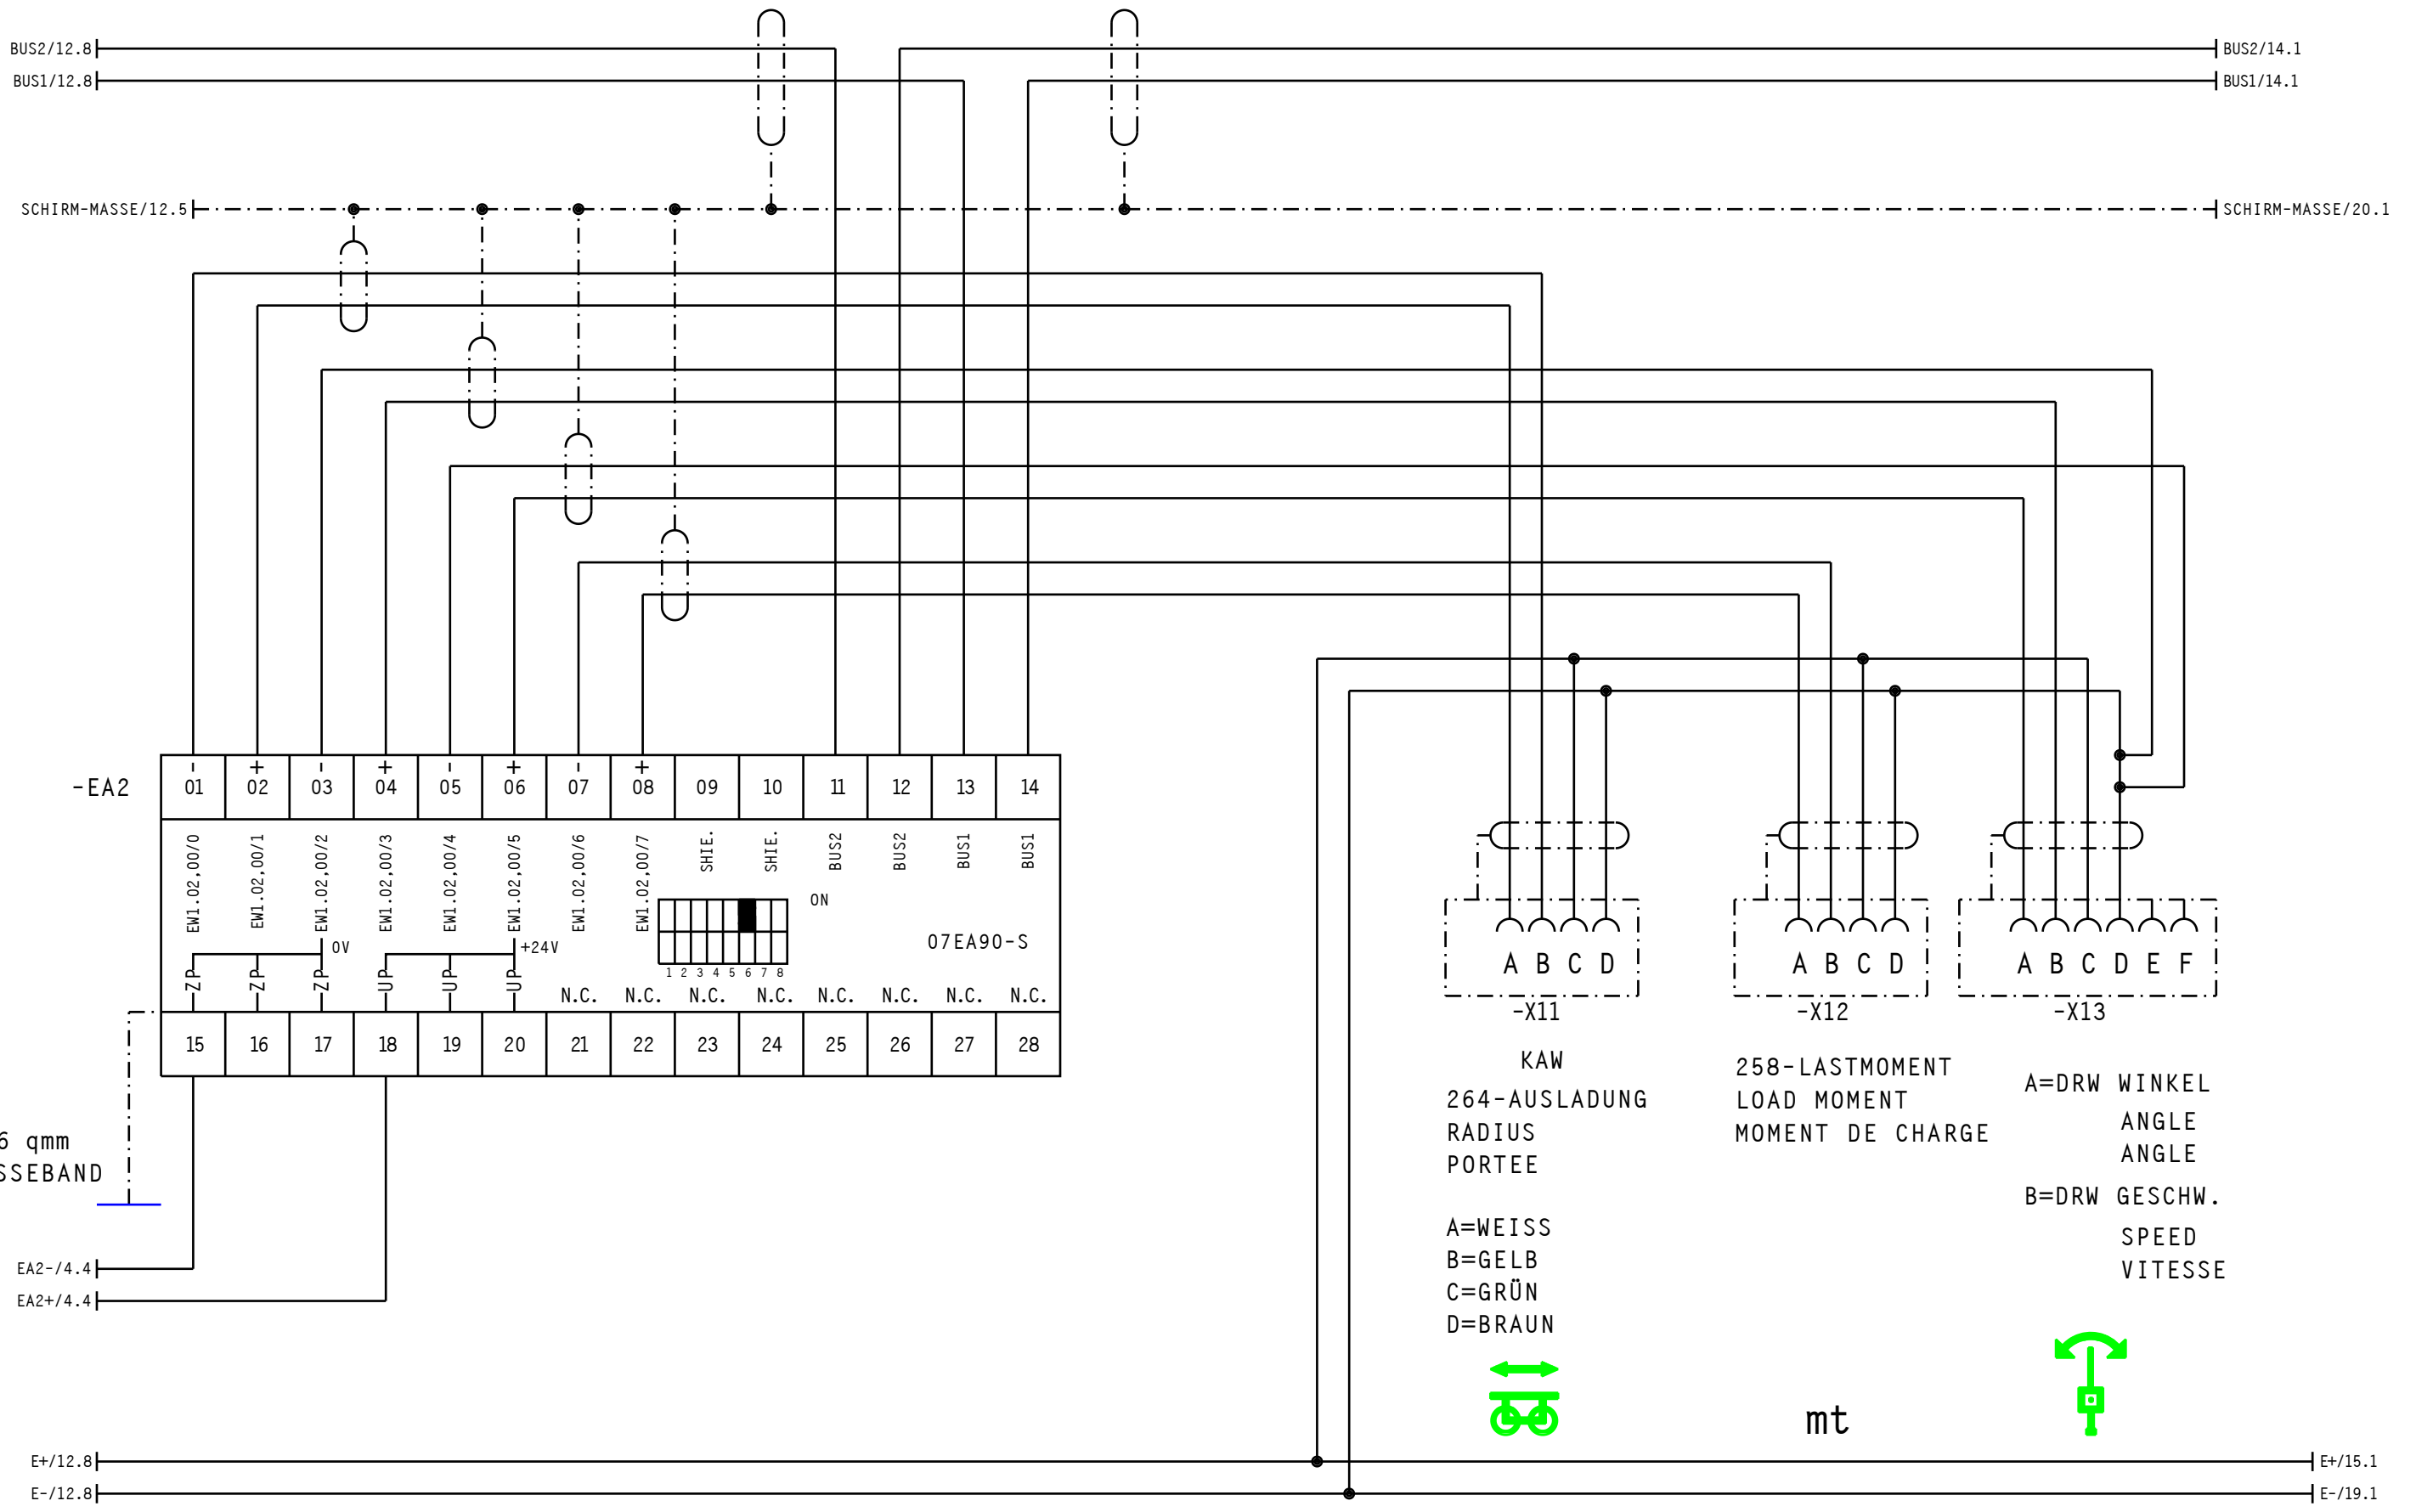 BUS2/12.8
BUS2/14.1
BUS1/12.8
BUS1/14.1
SCHIRM-MASSE/12.5
SCHIRM-MASSE/20.1
- + - + - + - +
-EA2
01 02 03 04 05 06 07 08 09 10 11 12 13 14
EW1.02,00/0
EW1.02,00/1
EW1.02,00/2
EW1.02,00/3
EW1.02,00/4
EW1.02,00/5
EW1.02,00/6
EW1.02,00/7
SHIE.
SHIE.
BUS2
BUS2
BUS1
BUS1
ON
07EA90-S
0V
+24V
ZP ZP ZP UP UP UP
1 2 3 4 5 6 7 8
N.C. N.C. N.C. N.C. N.C. N.C. N.C. N.C.
15 16 17 18 19 20 21 22 23 24 25 26 27 28
A B C D
-X11
A B C D
-X12
A B C D E F
-X13
KAW
264-AUSLADUNG
RADIUS
PORTEE
A=WEISS
B=GELB
C=GRÜN
D=BRAUN
258-LASTMOMENT
LOAD MOMENT
MOMENT DE CHARGE
mt
A=DRW WINKEL
ANGLE
ANGLE
B=DRW GESCHW.
SPEED
VITESSE
6 qmm
SSEBAND
EA2-/4.4
EA2+/4.4
E+/12.8
E+/15.1
E-/12.8
E-/19.1